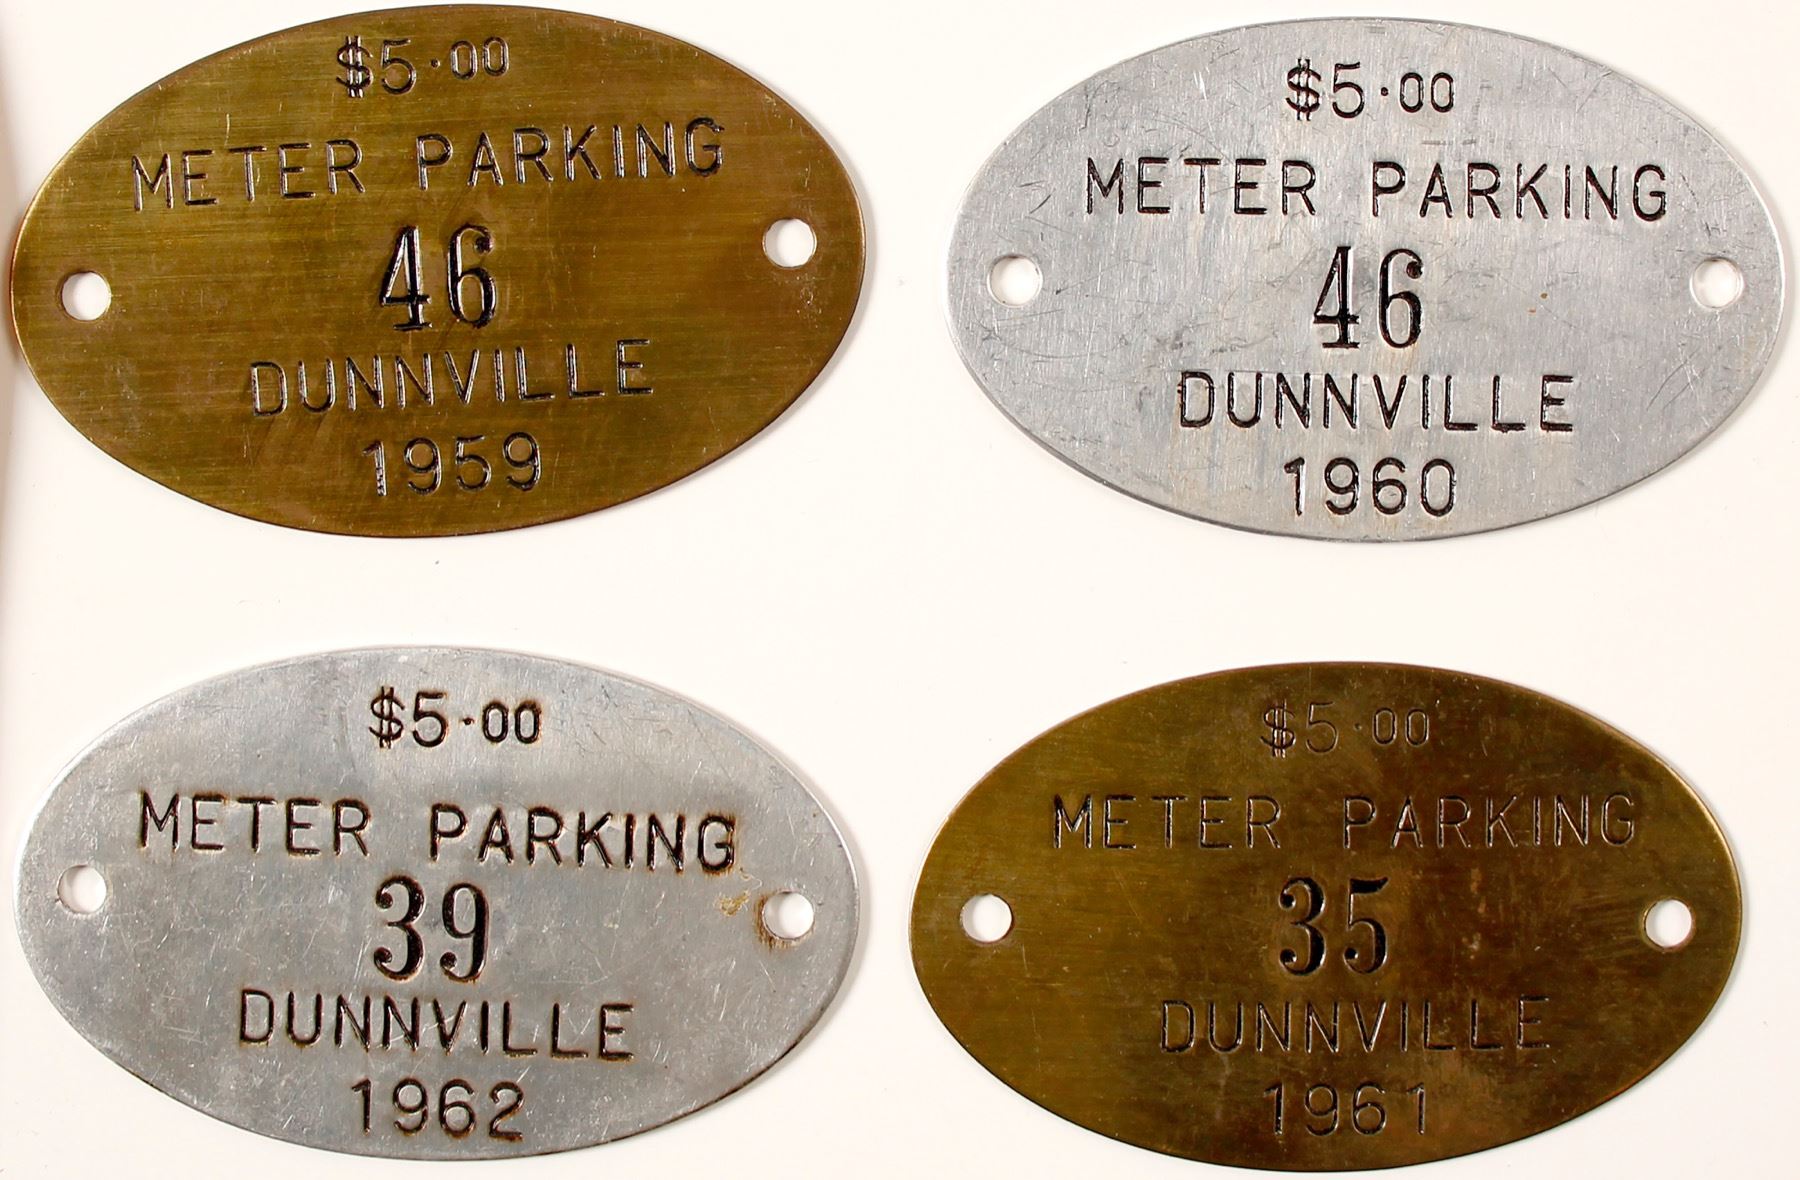 $5.00
METER PARKING
46
DUNNVILLE
1959
$5.00
METER PARKING
46
DUNNVILLE
1960
$5.00
METER PARKING
39
DUNNVILLE
1962
$5.00
METER PARKING
35
DUNNVILLE
1961